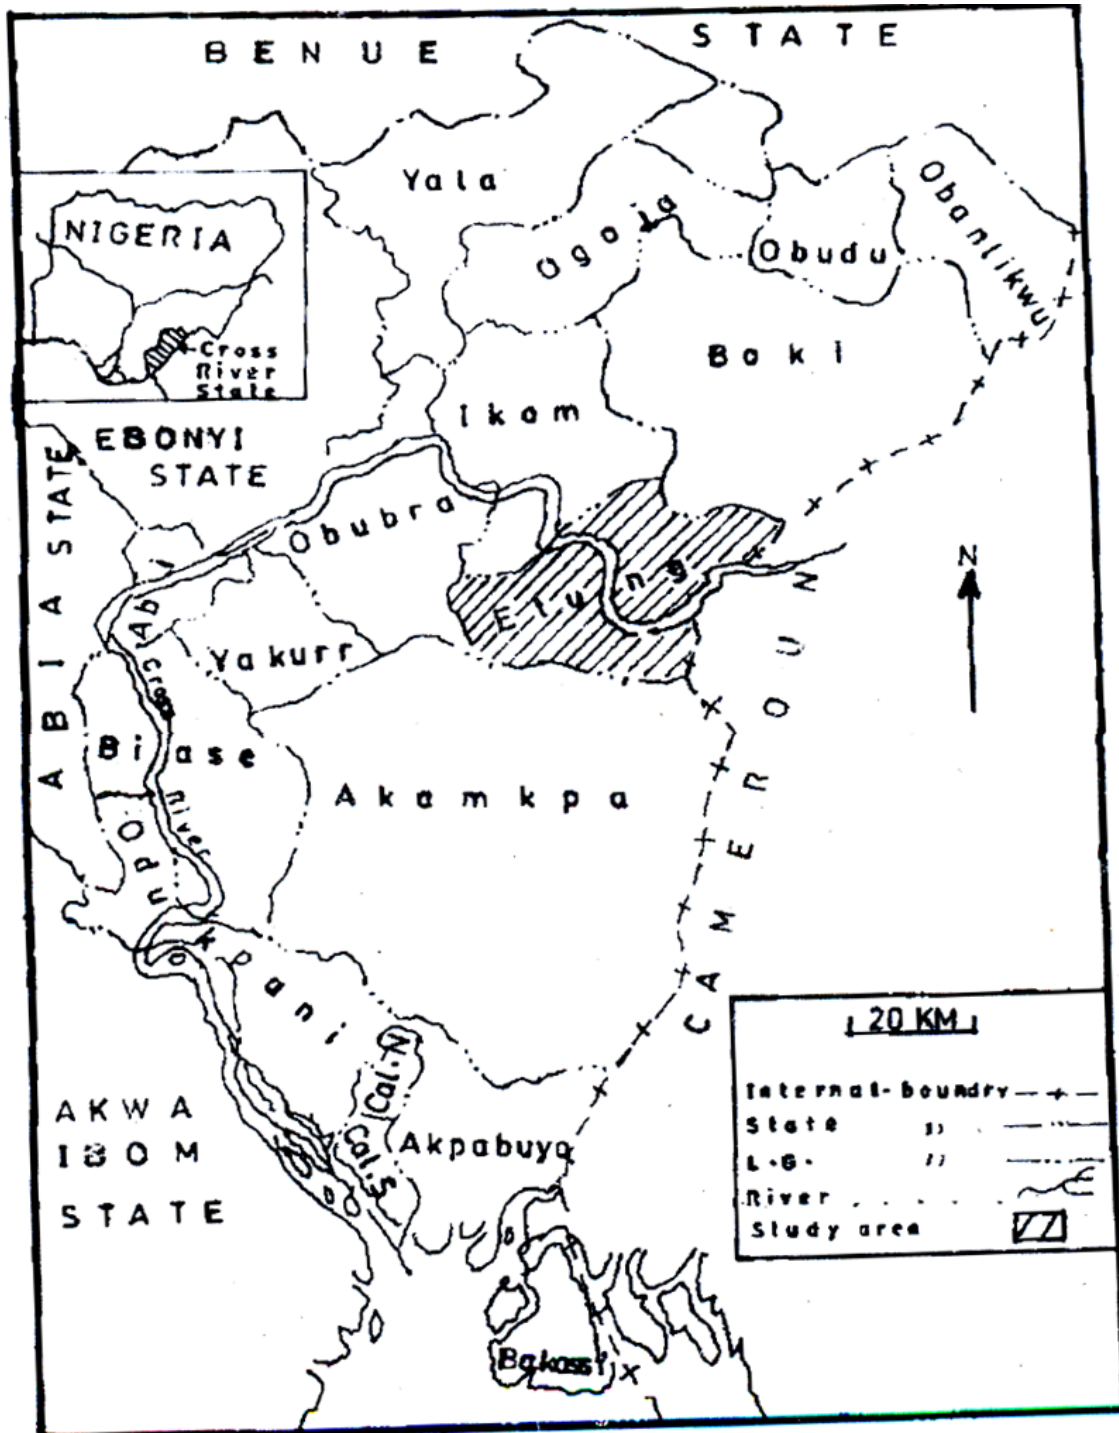 BENUE STATE
Yala
Ogoja
Obudu
Obanlikwu
NIGERIA
Cross
River
State
Boki
Ikom
EBONYI
STATE
ABIA STATE
Obubra
Abi
Etung
N
Yakurr
Cross River
Biase
Akamkpa
CAMEROUN
Odukpani
Cal.N
Cal.S
Akpabuyo
Bakassi
AKWA
IBOM
STATE
20 KM
Internal-boundry
State "
L.G. "
River
Study area